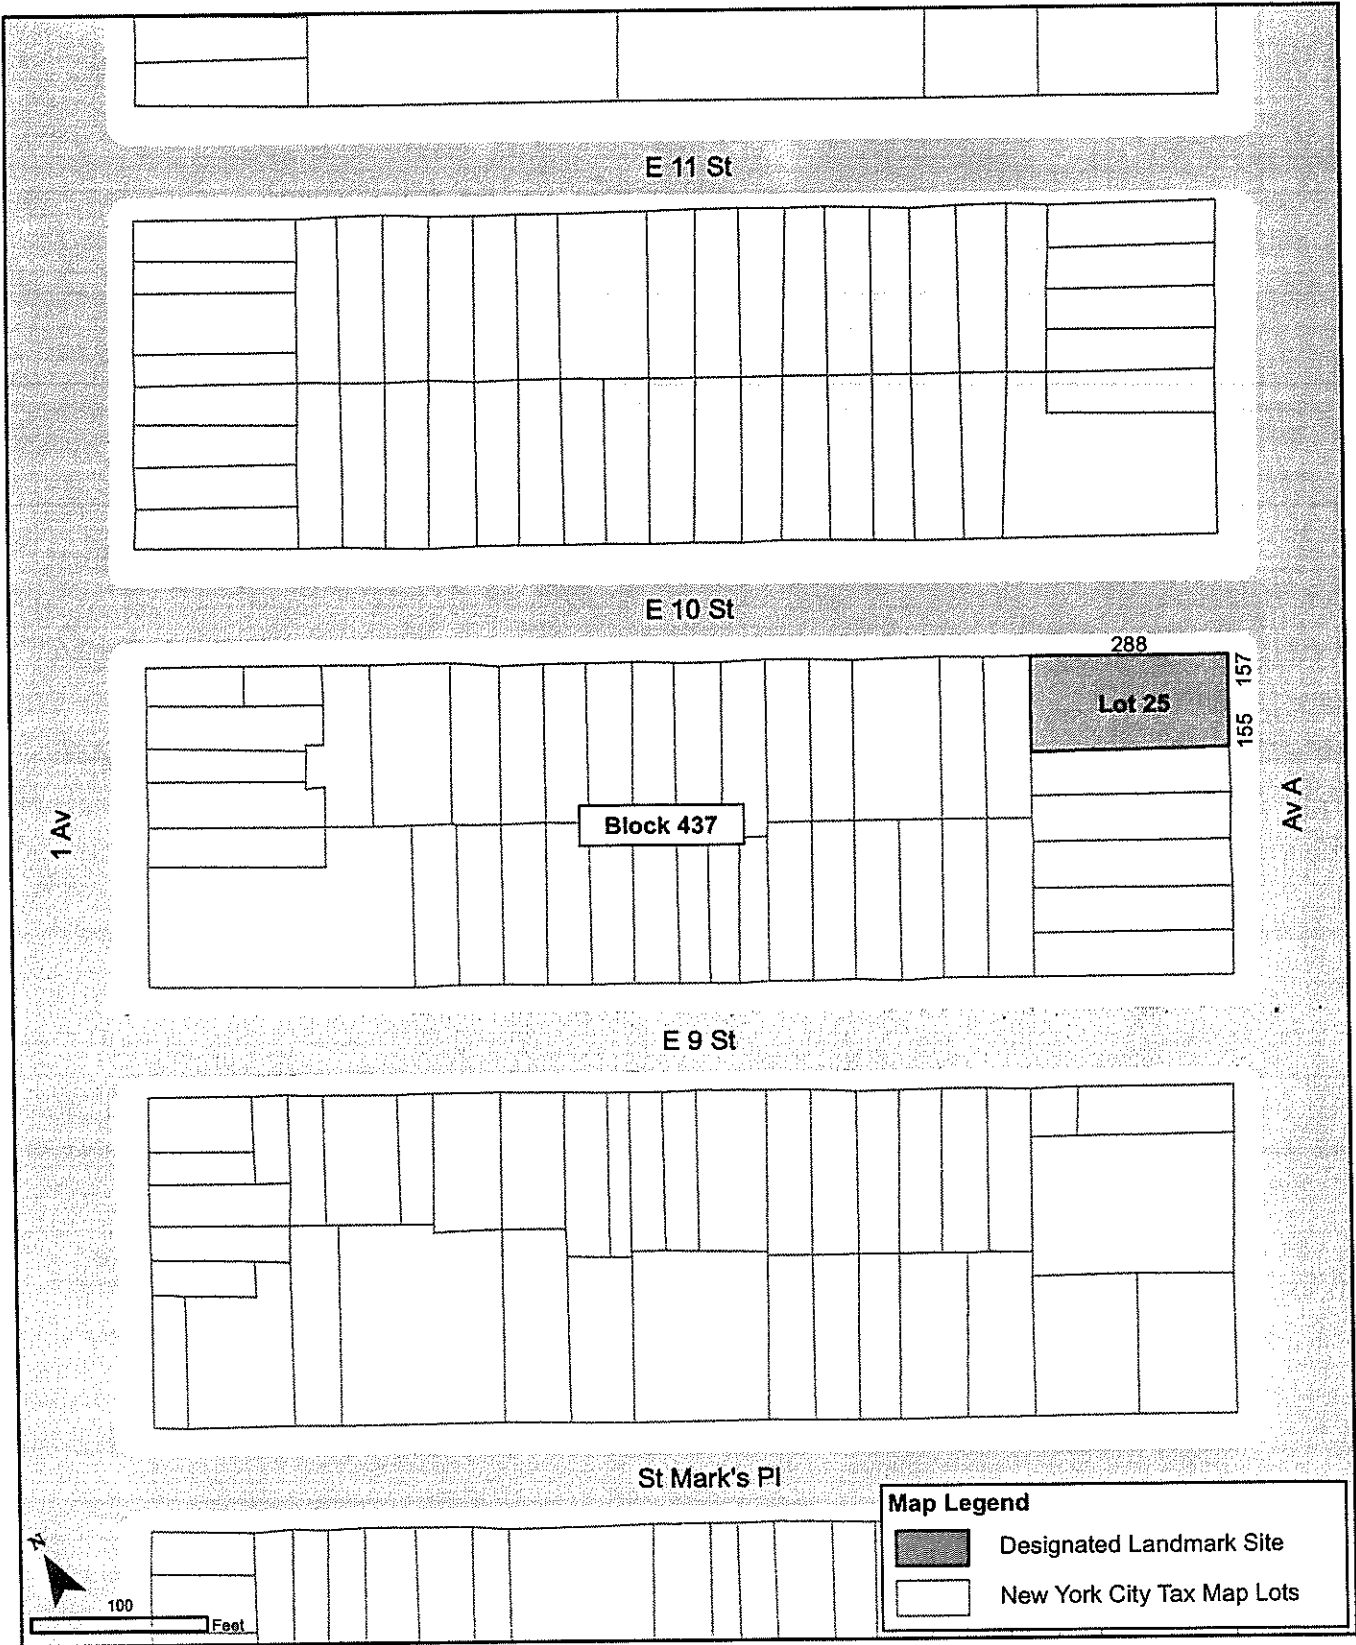 E 11 St
E 10 St
288
157
Lot 25
155
Block 437
1 Av
Av A
E 9 St
St Mark's Pl
Map Legend
Designated Landmark Site
New York City Tax Map Lots
N
100
Feet